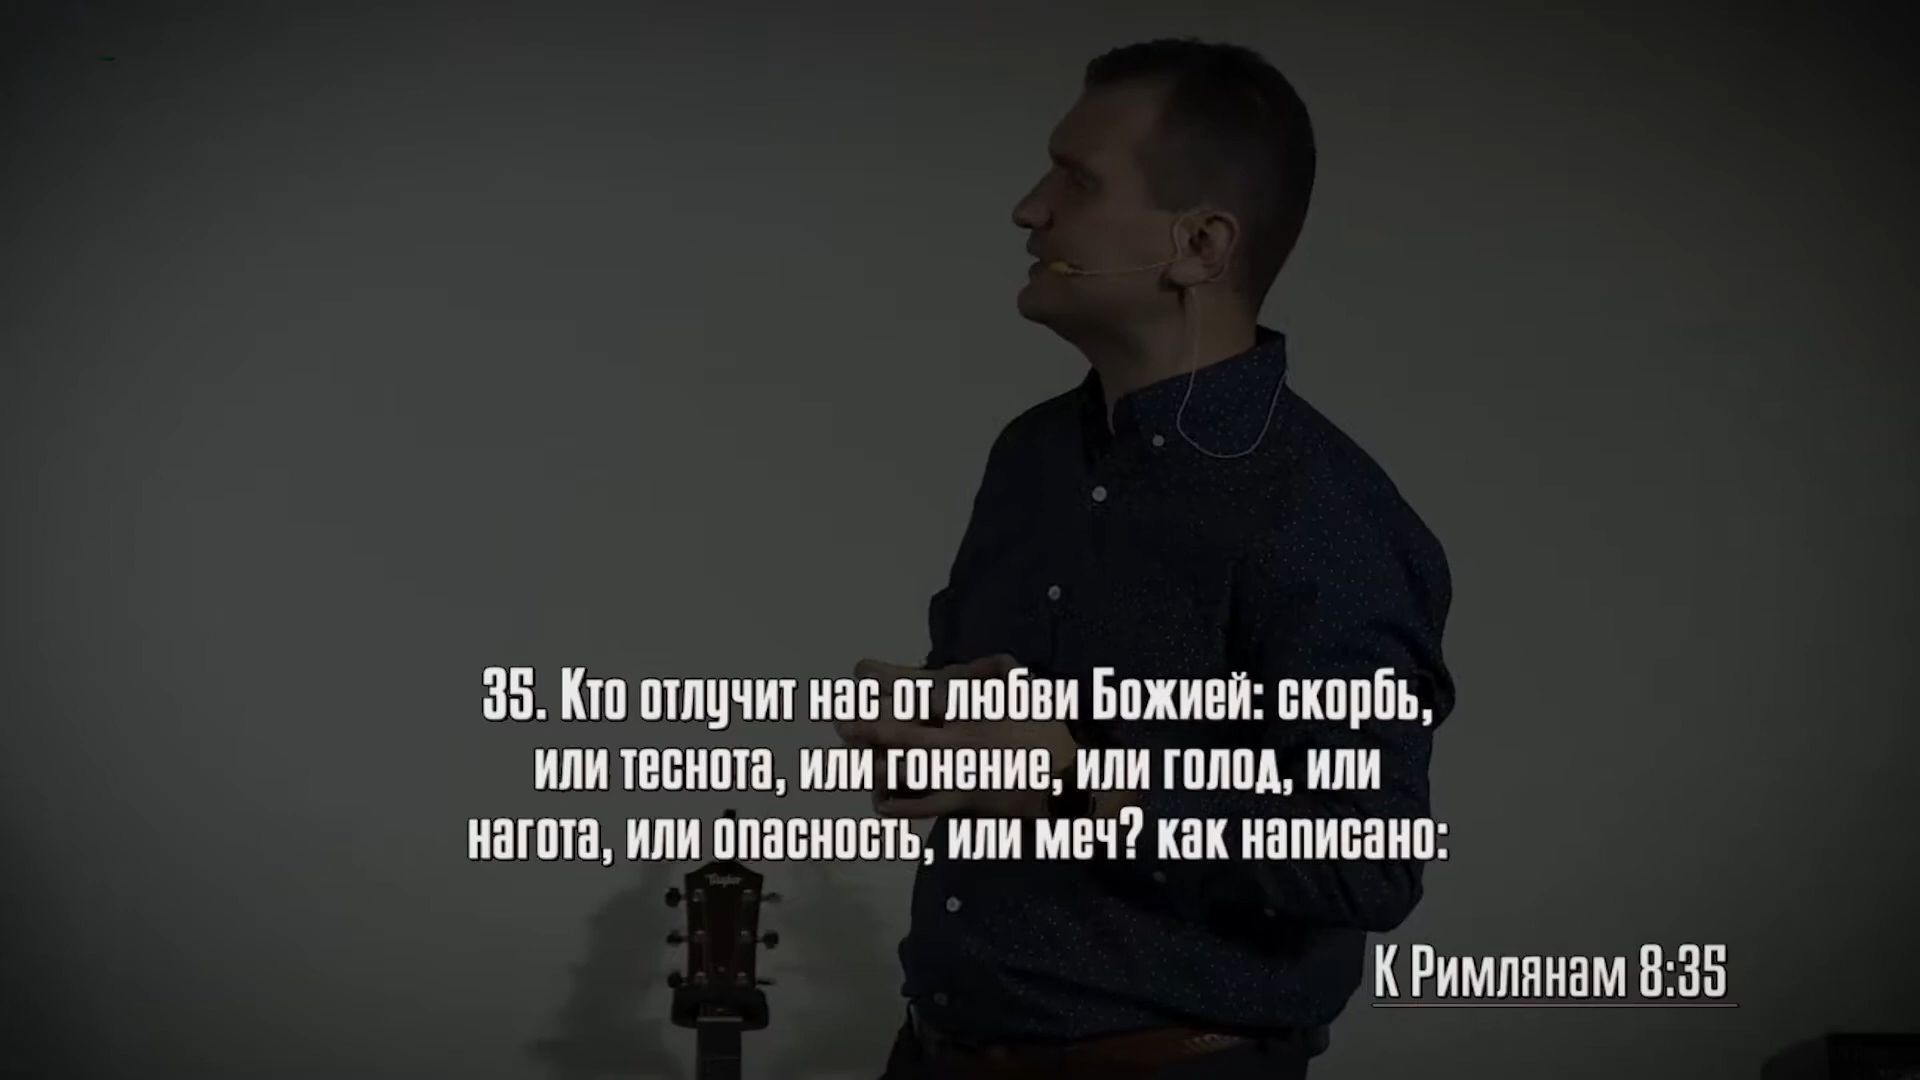 35. Кто отлучит нас от любви Божией: скорбь,
или теснота, или гонение, или голод, или
нагота, или опасность, или меч? как написано:
Taylor
К Римлянам 8:35